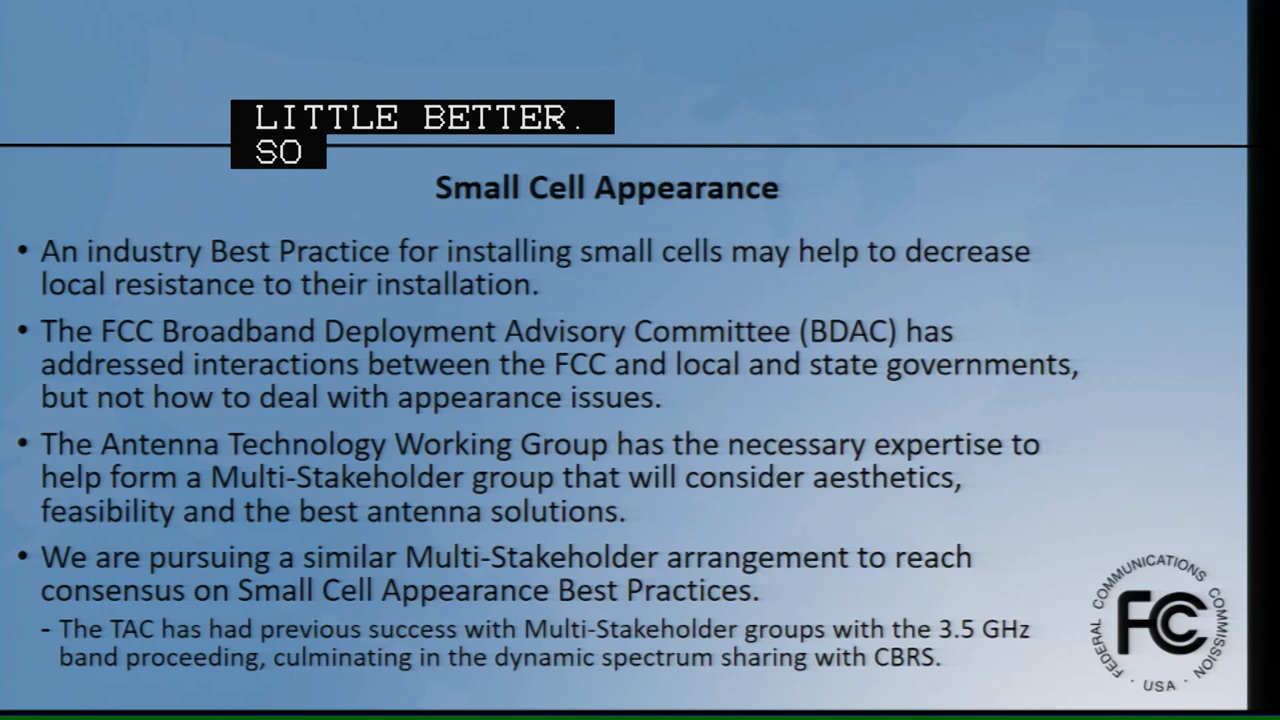 LITTLE BETTER.
SO
Small Cell Appearance
• An industry Best Practice for installing small cells may help to decrease
local resistance to their installation.
• The FCC Broadband Deployment Advisory Committee (BDAC) has
addressed interactions between the FCC and local and state governments,
but not how to deal with appearance issues.
• The Antenna Technology Working Group has the necessary expertise to
help form a Multi-Stakeholder group that will consider aesthetics,
feasibility and the best antenna solutions.
• We are pursuing a similar Multi-Stakeholder arrangement to reach
consensus on Small Cell Appearance Best Practices.
- The TAC has had previous success with Multi-Stakeholder groups with the 3.5 GHz
band proceeding, culminating in the dynamic spectrum sharing with CBRS.
FEDERAL COMMUNICATIONS COMMISSION
FCC
· USA ·